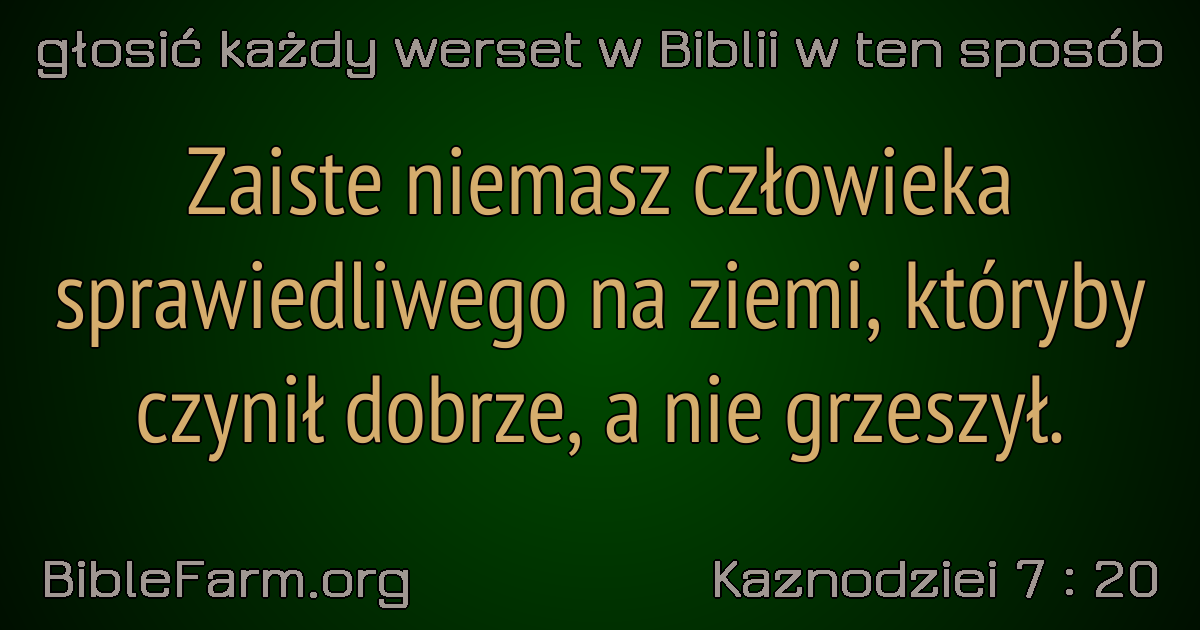 głosić każdy werset w Biblii w ten sposób
Zaiste niemasz człowieka
sprawiedliwego na ziemi, któryby
czynił dobrze, a nie grzeszył.
BibleFarm.org
Kaznodziei 7 : 20